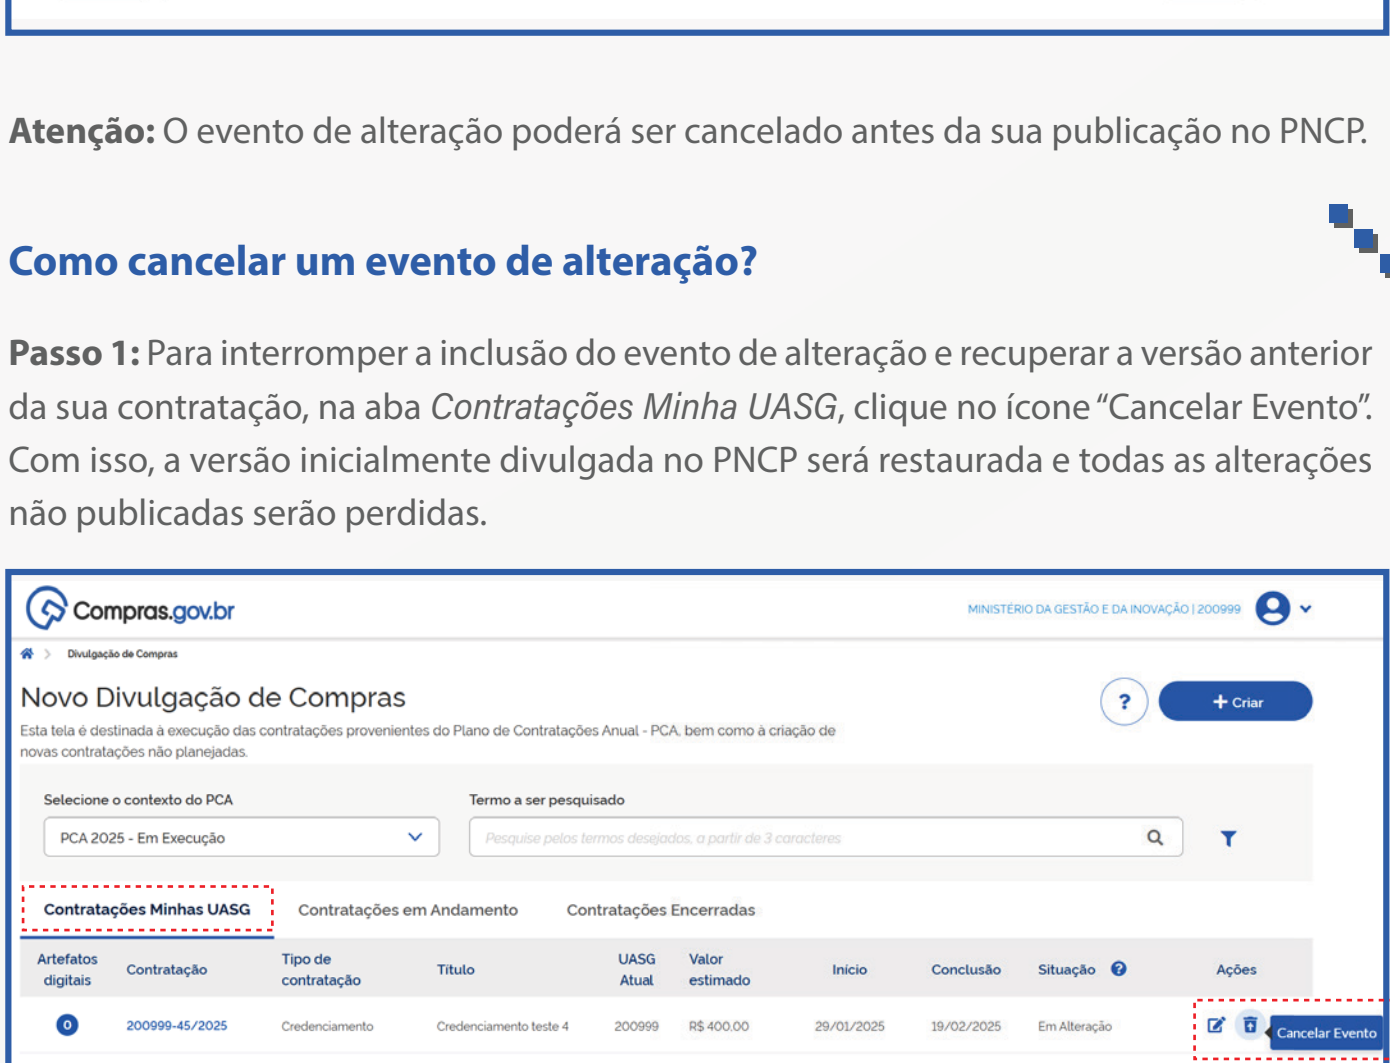 Atenção: O evento de alteração poderá ser cancelado antes da sua publicação no PNCP.
Como cancelar um evento de alteração?
Passo 1: Para interromper a inclusão do evento de alteração e recuperar a versão anterior
da sua contratação, na aba Contratações Minha UASG, clique no ícone “Cancelar Evento”.
Com isso, a versão inicialmente divulgada no PNCP será restaurada e todas as alterações
não publicadas serão perdidas.
Compras.gov.br
MINISTÉRIO DA GESTÃO E DA INOVAÇÃO | 200999
Divulgação de Compras
Novo Divulgação de Compras
? + Criar
Esta tela é destinada à execução das contratações provenientes do Plano de Contratações Anual - PCA, bem como à criação de
novas contratações não planejadas.
Selecione o contexto do PCA Termo a ser pesquisado
PCA 2025 - Em Execução Pesquise pelos termos desejados, a partir de 3 caracteres
Contratações Minhas UASG Contratações em Andamento Contratações Encerradas
Artefatos digitais Contratação Tipo de contratação Título UASG Atual Valor estimado Início Conclusão Situação ? Ações
0 200999-45/2025 Credenciamento Credenciamento teste 4 200999 R$ 400,00 29/01/2025 19/02/2025 Em Alteração Cancelar Evento